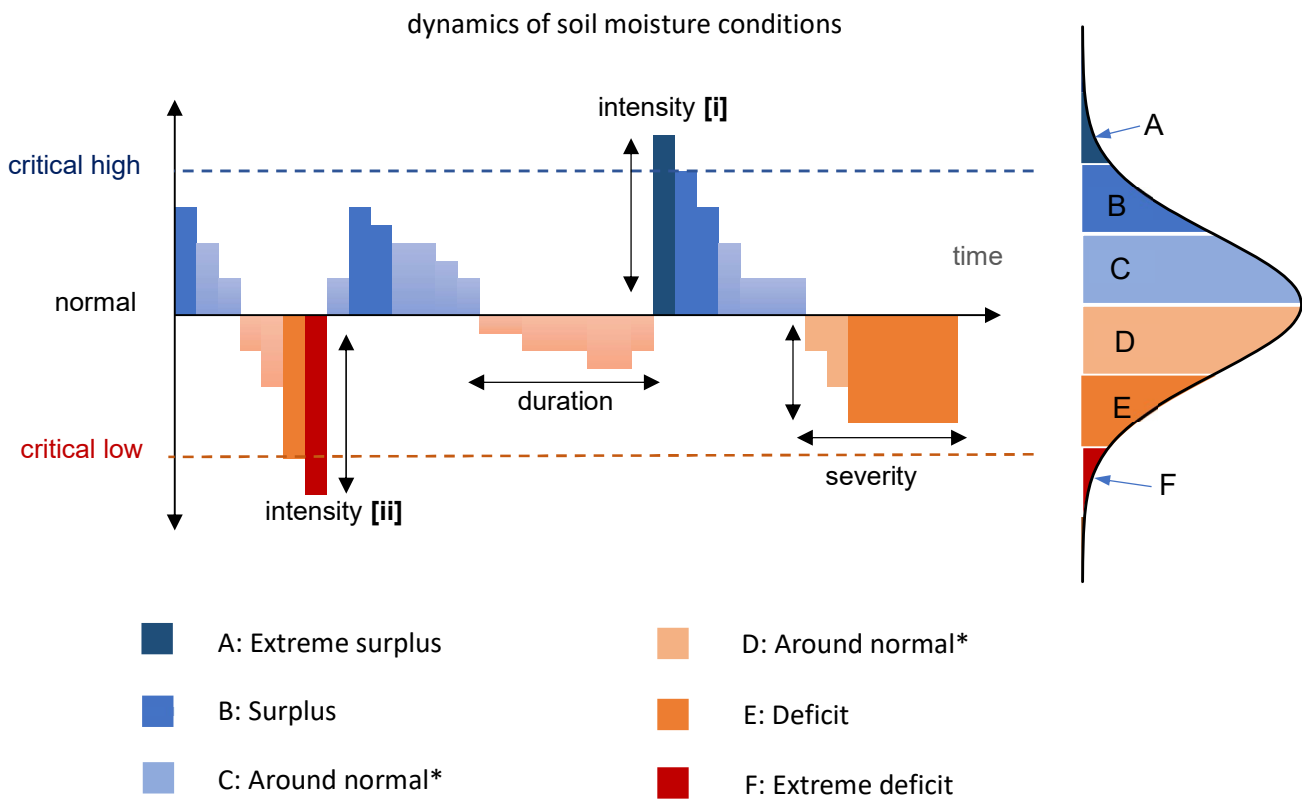 dynamics of soil moisture conditions
intensity [i]
A
critical high
B
time
C
normal
D
duration
E
critical low
severity
F
intensity [ii]
A: Extreme surplus
D: Around normal*
B: Surplus
E: Deficit
C: Around normal*
F: Extreme deficit